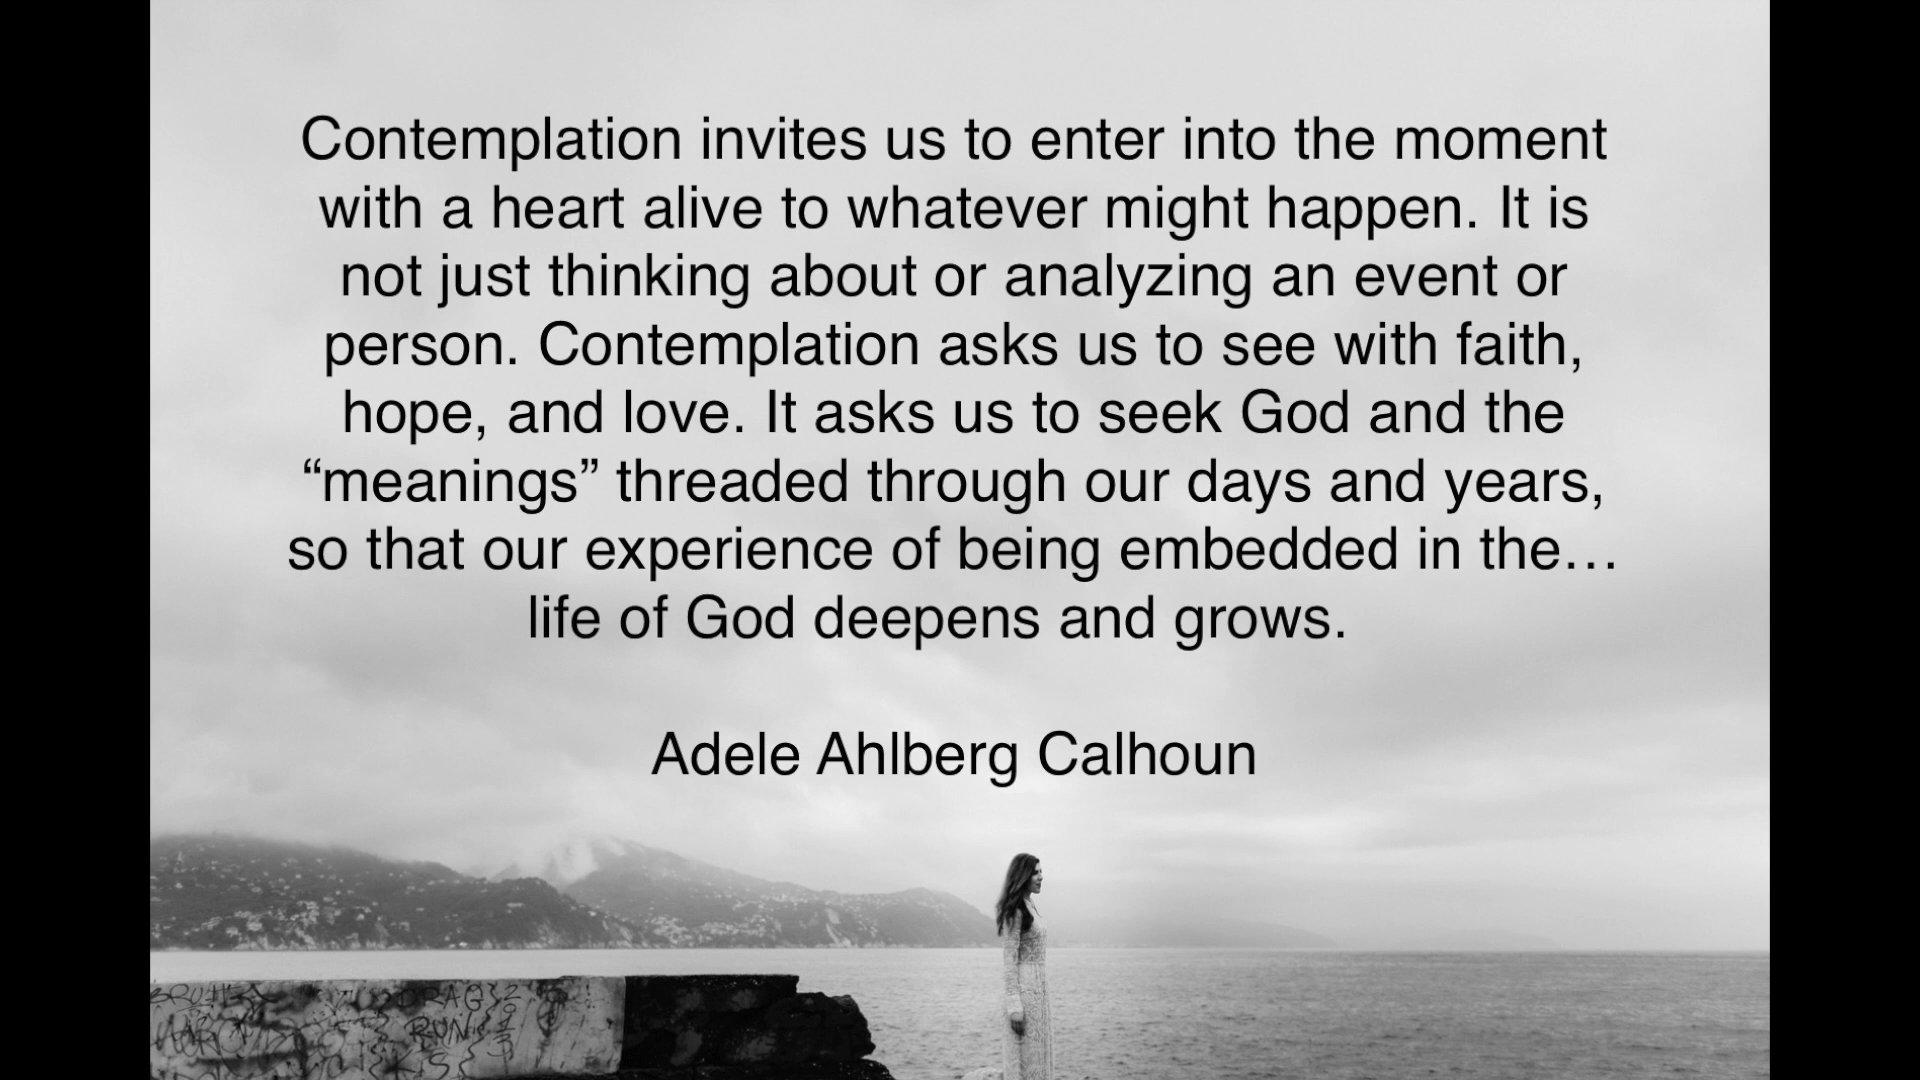 Contemplation invites us to enter into the moment
with a heart alive to whatever might happen. It is
not just thinking about or analyzing an event or
person. Contemplation asks us to see with faith,
hope, and love. It asks us to seek God and the
“meanings” threaded through our days and years,
so that our experience of being embedded in the…
life of God deepens and grows.
Adele Ahlberg Calhoun
RUN